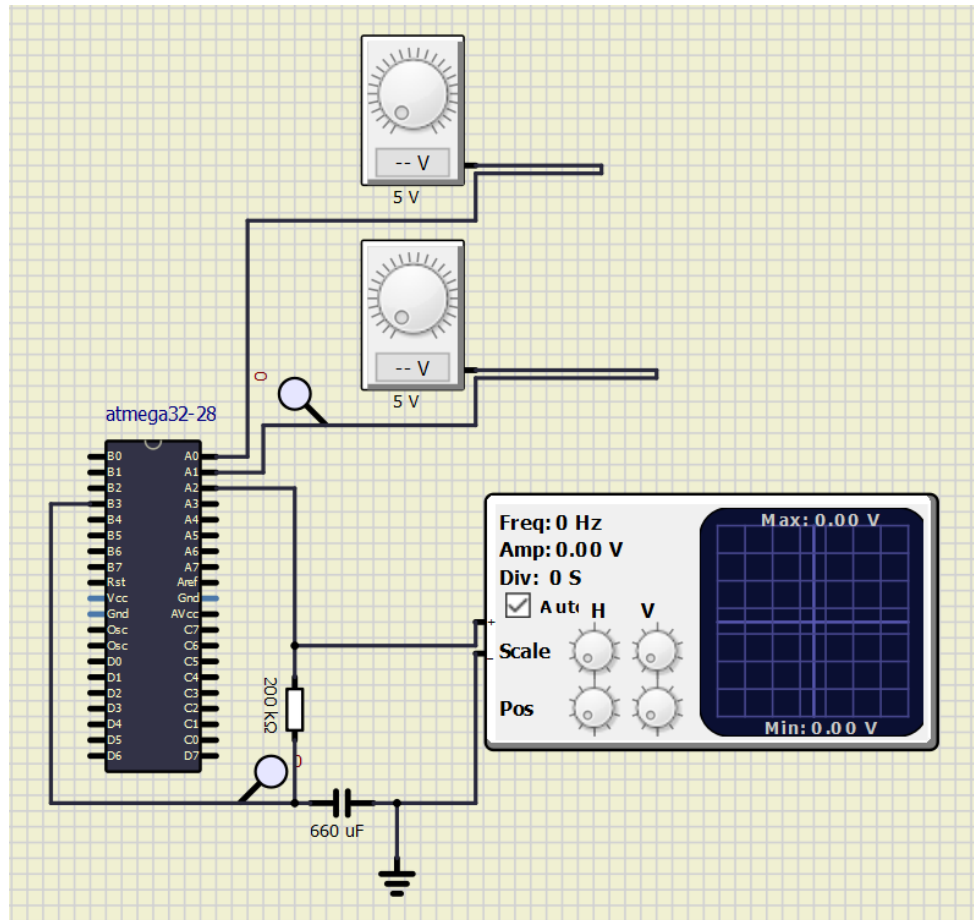 -- V
5 V
-- V
5 V
0
atmega32-28
B0 A0
B1 A1
B2 A2
B3 A3
B4 A4
B5 A5
B6 A6
B7 A7
Rst Aref
Vcc Gnd
Gnd AVcc
Osc C7
Osc C6
D0 C5
D1 C4
D2 C3
D3 C2
D4 C1
D5 C0
D6 D7
Freq: 0 Hz
Amp: 0.00 V
Div: 0 S
Auto H V
+
-
Scale
Pos
Max: 0.00 V
Min: 0.00 V
200 kΩ
0
660 uF